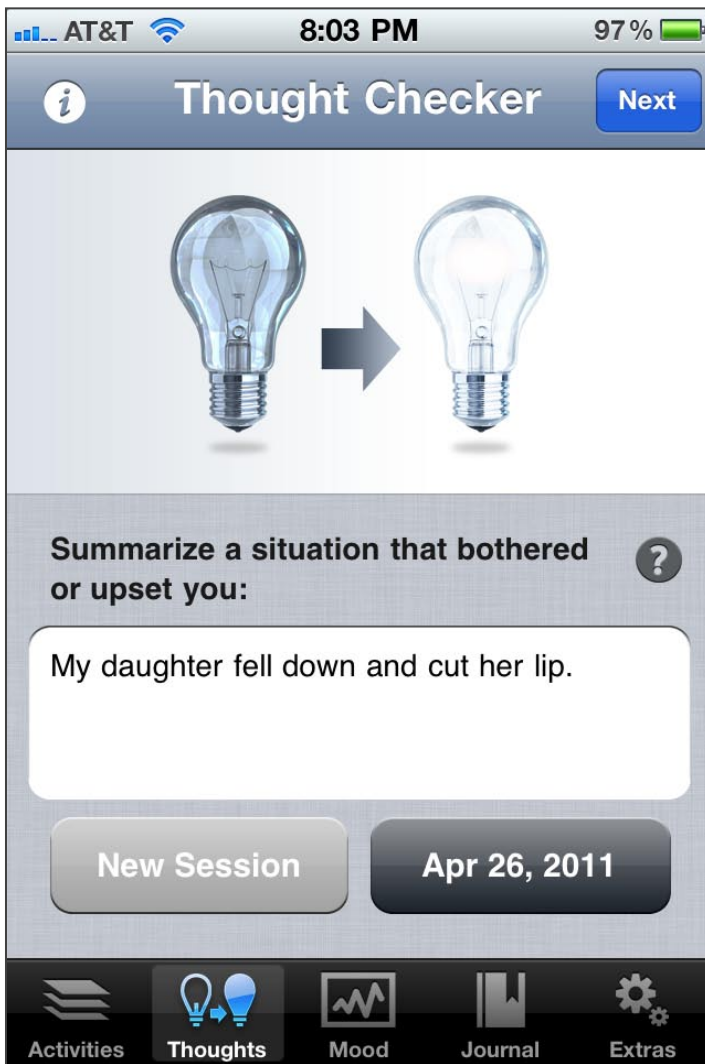 AT&T 8:03 PM 97%
i Thought Checker Next
Summarize a situation that bothered
or upset you:
?
My daughter fell down and cut her lip.
New Session Apr 26, 2011
Activities Thoughts Mood Journal Extras